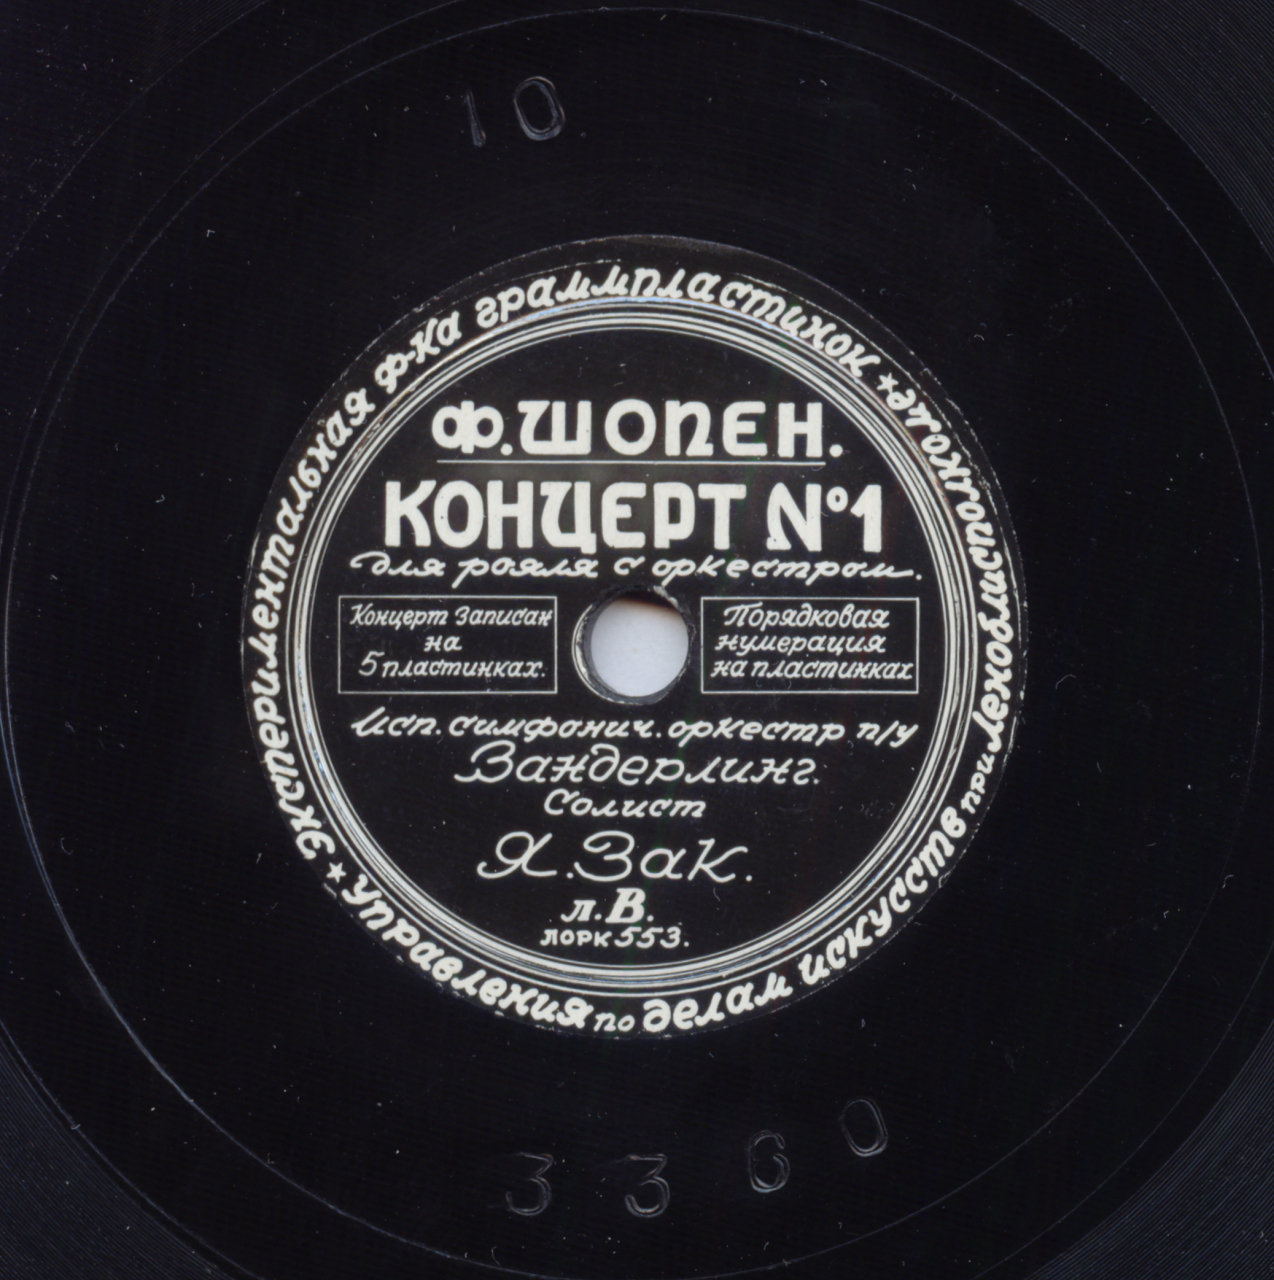 10
Экспериментальная ф-ка граммпластинок ★
Управления по делам искусств при Ленгорисполкоме ★
Ф. ШОПЕН.
КОНЦЕРТ №1
для рояля с оркестром.
Концерт Записан
на
5 пластинках.
Порядковая
нумерация
на пластинках
Исп. симфонич. оркестр п/у
Зандерлинг.
Солист
Я. Зак.
л. В.
ЛОРК 553.
3360